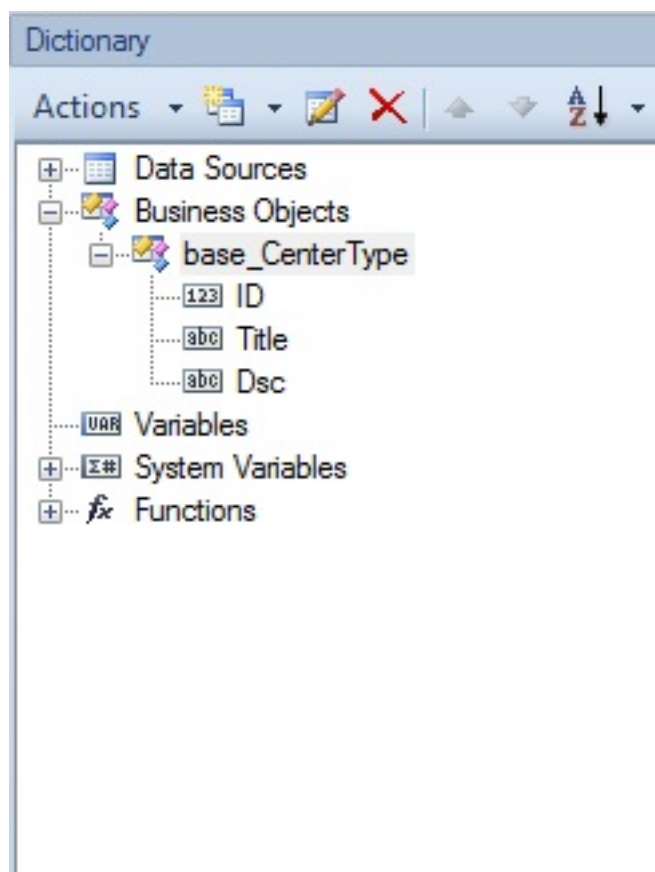 Dictionary
Actions
Data Sources
Business Objects
base_CenterType
123 ID
abc Title
abc Dsc
VAR Variables
Σ# System Variables
fx Functions